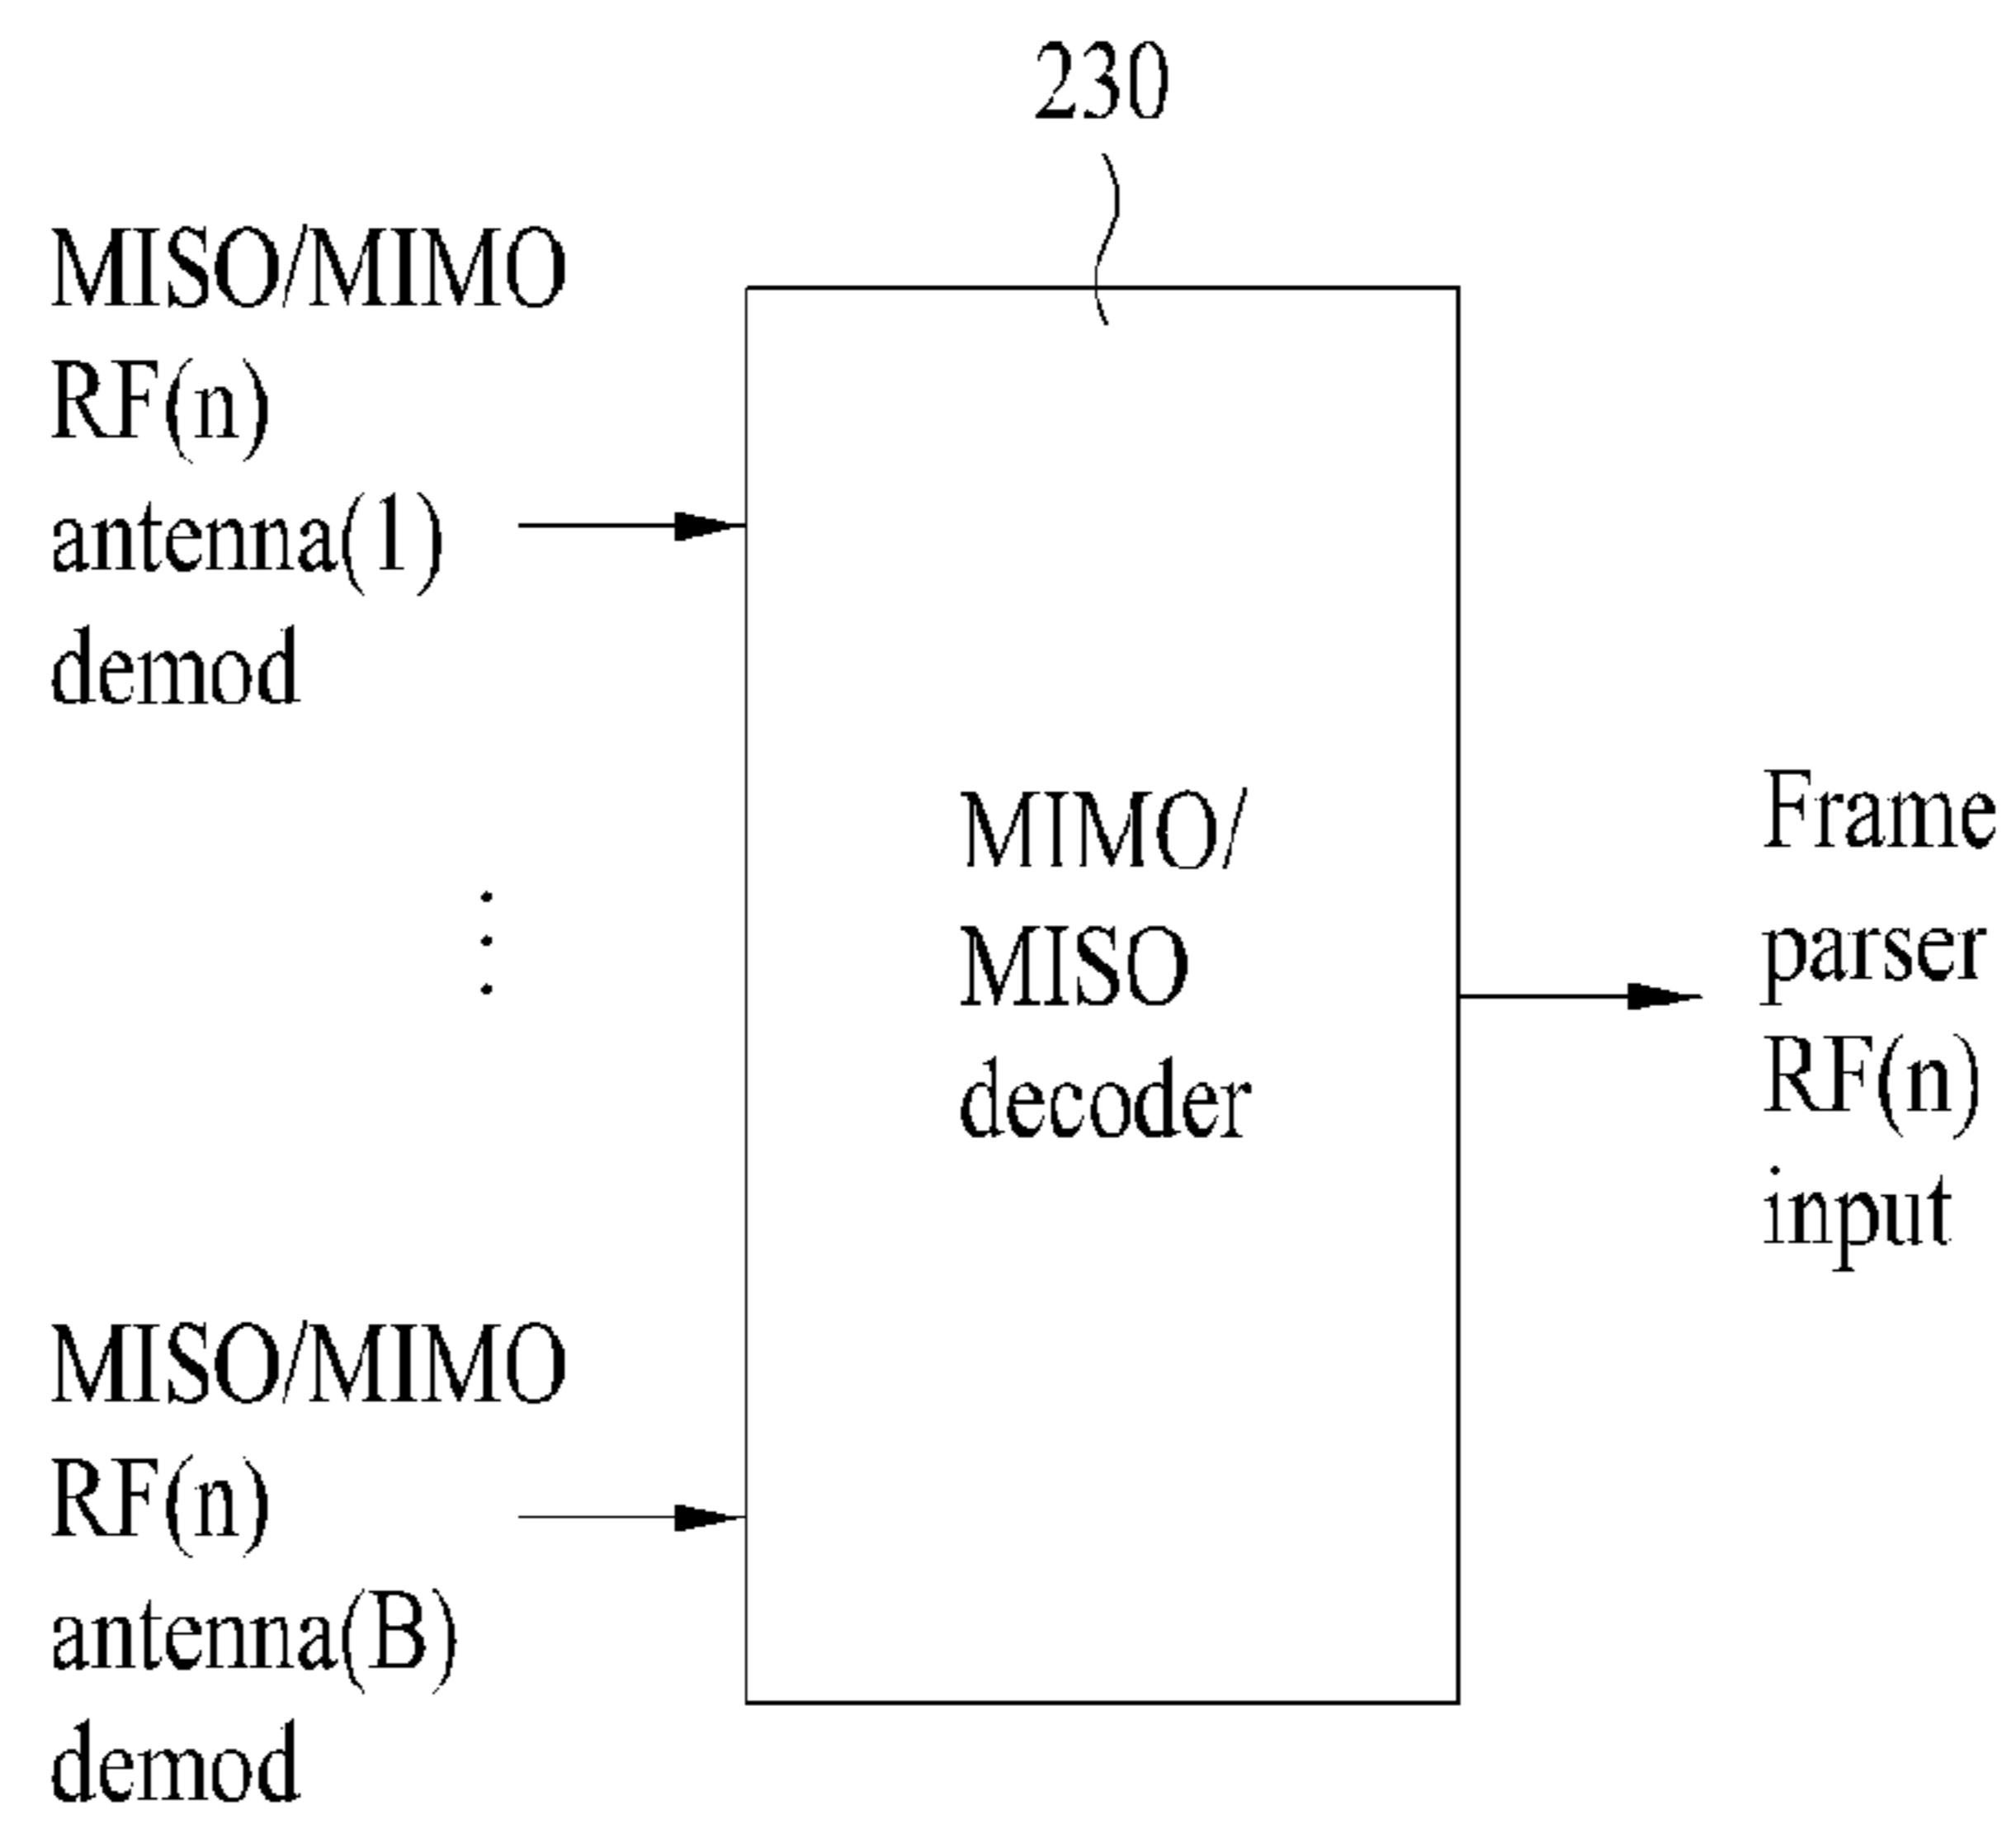 230
MISO/MIMO
RF(n)
antenna(1)
demod
MIMO/
MISO
decoder
Frame
parser
RF(n)
input
MISO/MIMO
RF(n)
antenna(B)
demod